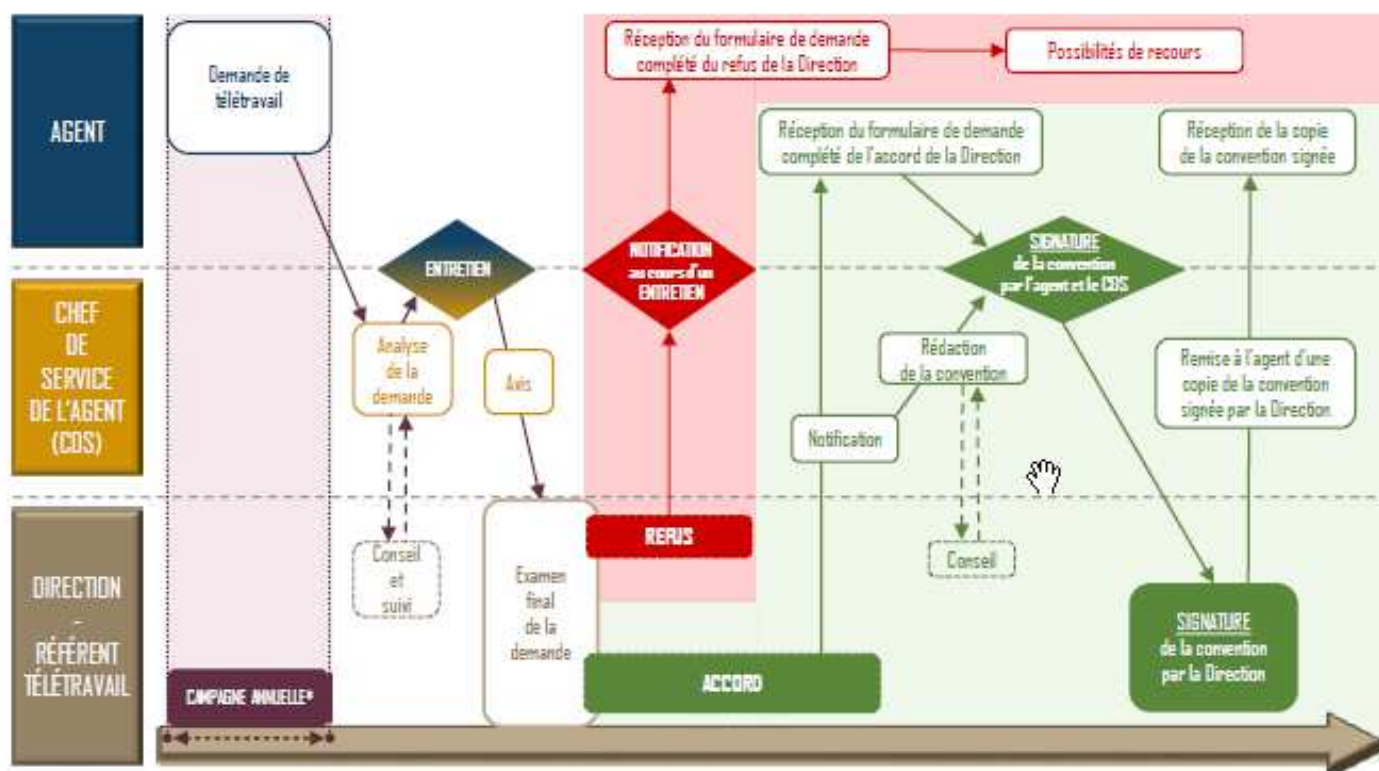 AGENT
Demande de
télétravail
Réception du formulaire de demande
complété du refus de la Direction
Possibilités de recours
Réception du formulaire de demande
complété de l'accord de la Direction
Réception de la copie
de la convention signée
ENTRETIEN
NOTIFICATION
au cours d'un
ENTRETIEN
SIGNATURE
de la convention
par l'agent et le CDS
CHEF
DE
SERVICE
DE L'AGENT
(CDS)
Analyse
de la
demande
Avis
Rédaction
de la convention
Notification
Remise à l'agent d'une
copie de la convention
signée par la Direction
DIRECTION
-
RÉFÉRENT
TÉLÉTRAVAIL
Conseil
et
suivi
Examen
final
de la
demande
REFUS
Conseil
ACCORD
SIGNATURE
de la convention
par la Direction
CAMPAGNE ANNUELLE*